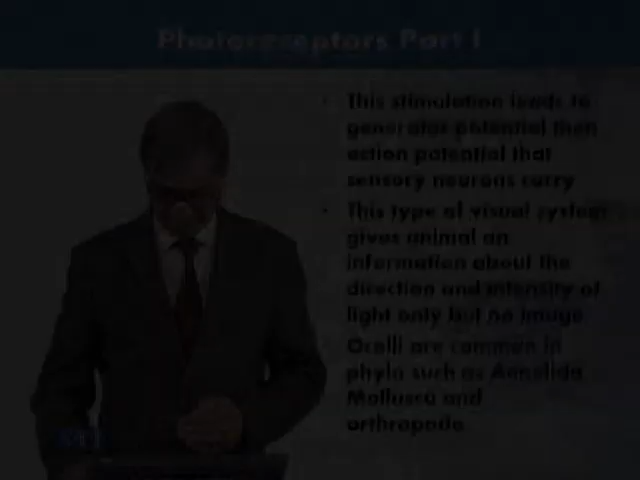 Photoreceptors Part I
This stimulation leads to
generator potential then
action potential that
sensory neurons carry
This type of visual system
gives animal an
information about the
direction and intensity of
light only but no image
Ocelli are common in
phyla such as Annelida
Mollusca and